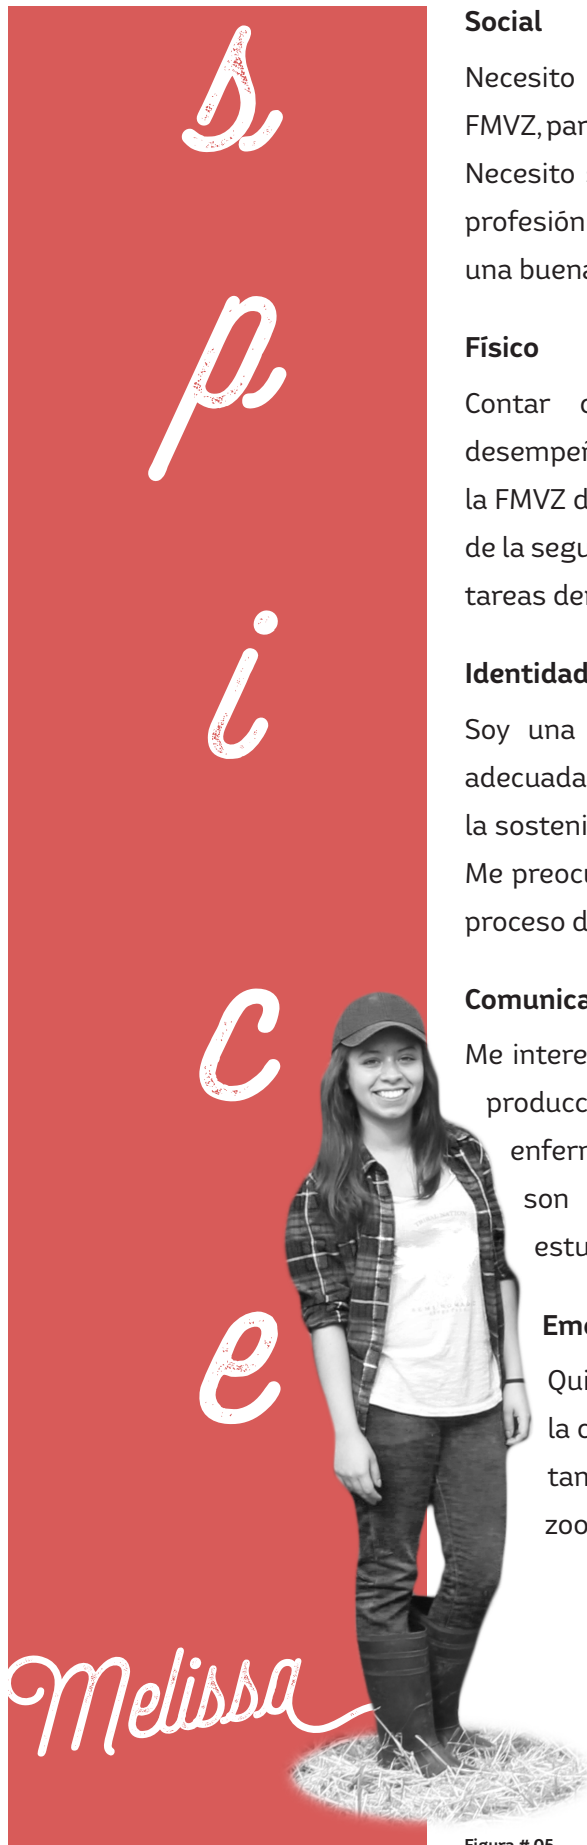 s
p
i
c
e
Melissa
Social
Necesito
FMVZ, par
Necesito
profesión
una buena
Físico
Contar
desempeñ
la FMVZ d
de la segu
tareas de
Identidad
Soy una
adecuada
la sosteni
Me preocu
proceso d
Comunica
Me intere
producc
enferm
son
estu
Emo
Qui
la
tan
zoo
Figura # 05